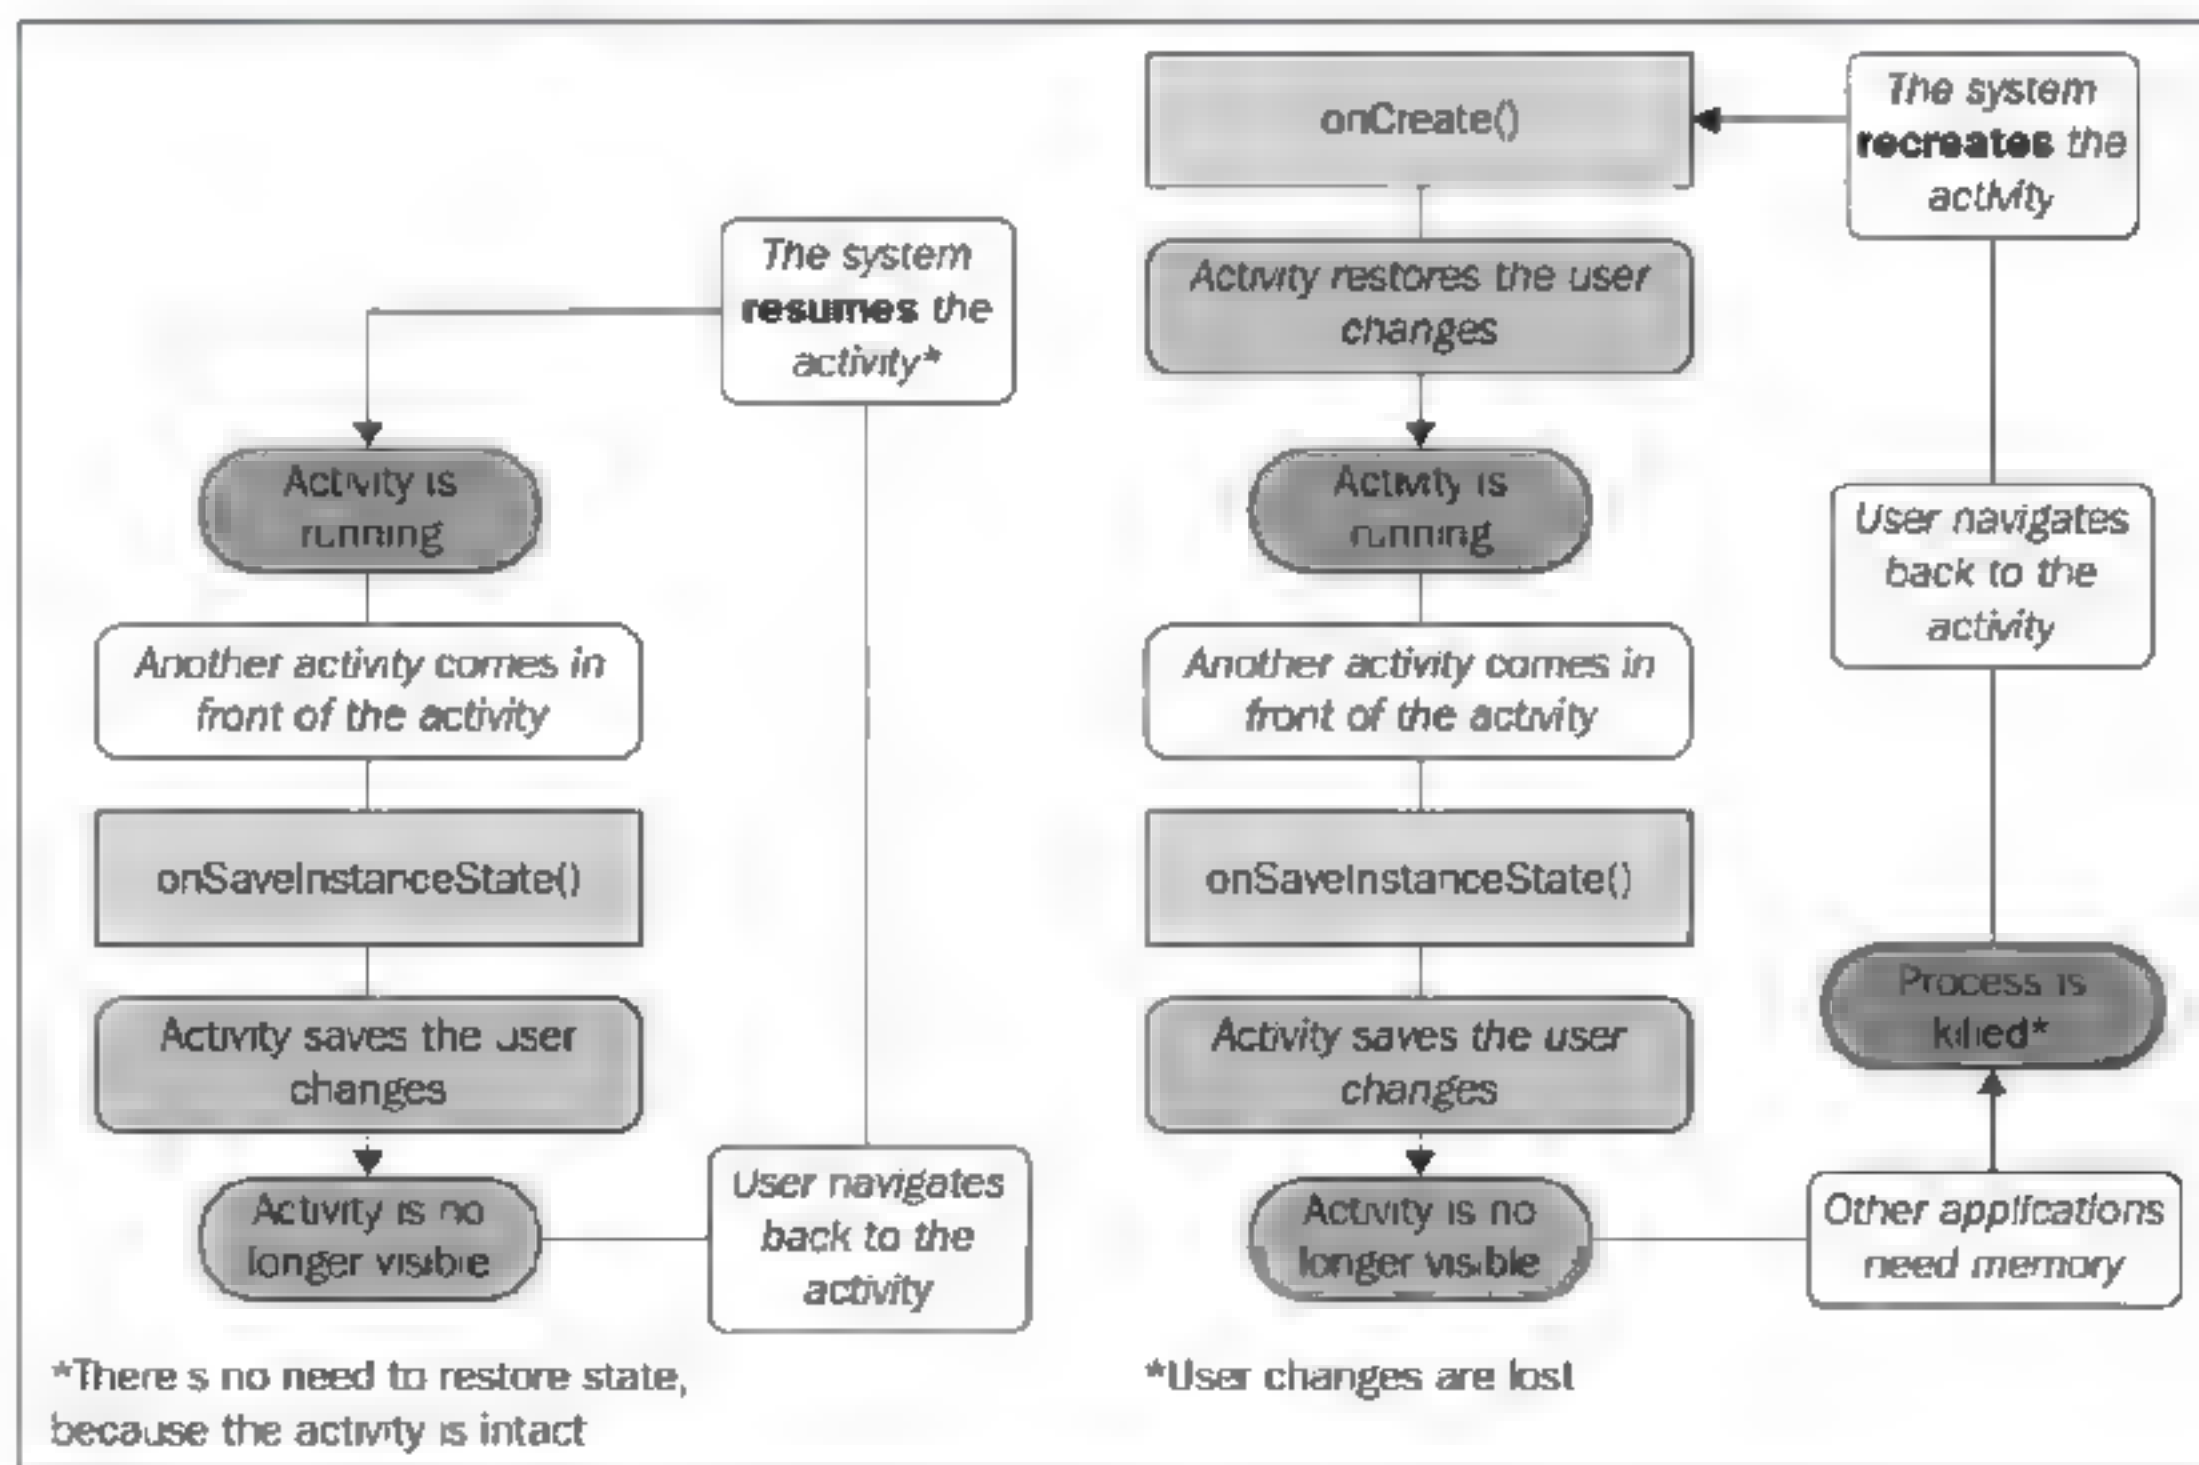 The system
resumes the
activity*
Activity is
running
Another activity comes in
front of the activity
onSaveInstanceState()
Activity saves the user
changes
Activity is no
longer visible
User navigates
back to the
activity
*There s no need to restore state,
because the activity is intact
onCreate()
The system
recreates the
activity
Activity restores the user
changes
Activity is
running
User navigates
back to the
activity
Another activity comes in
front of the activity
onSaveInstanceState()
Activity saves the user
changes
Process is
killed*
Activity is no
longer visible
Other applications
need memory
*User changes are lost